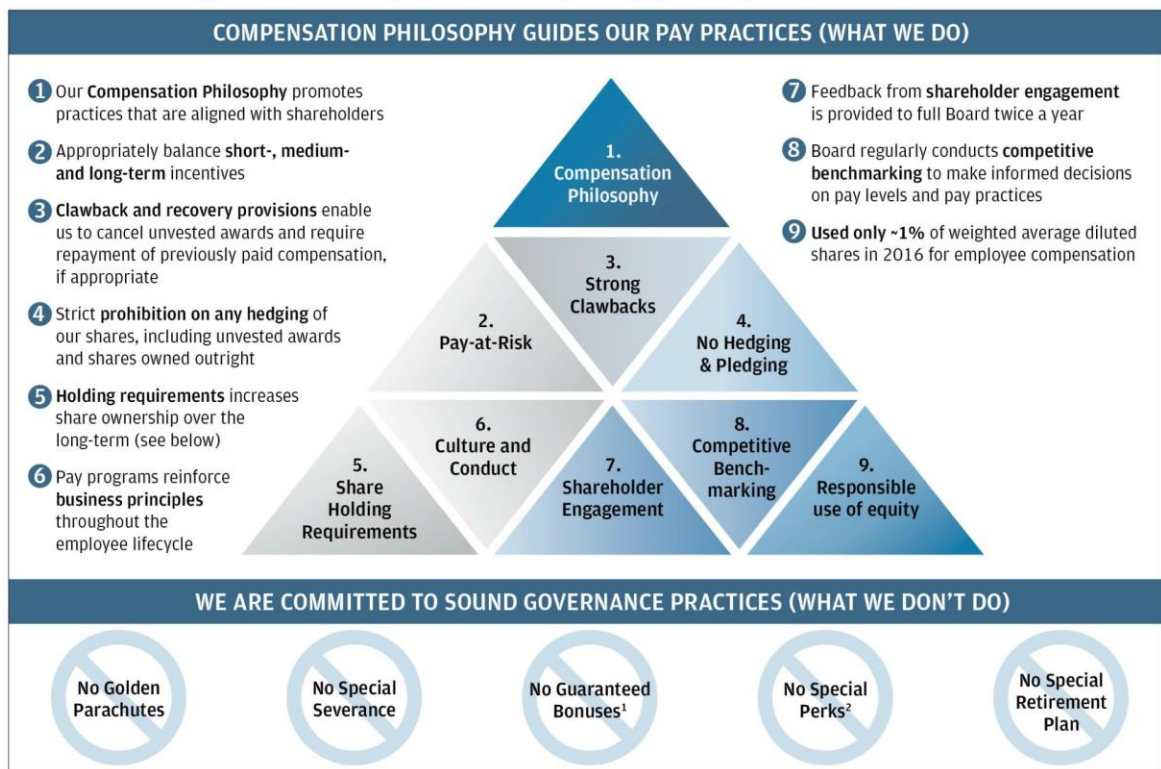 COMPENSATION PHILOSOPHY GUIDES OUR PAY PRACTICES (WHAT WE DO)
1 Our Compensation Philosophy promotes
practices that are aligned with shareholders
2 Appropriately balance short-, medium-
and long-term incentives
3 Clawback and recovery provisions enable
us to cancel unvested awards and require
repayment of previously paid compensation,
if appropriate
4 Strict prohibition on any hedging of
our shares, including unvested awards
and shares owned outright
5 Holding requirements increases
share ownership over the
long-term (see below)
6 Pay programs reinforce
business principles
throughout the
employee lifecycle
1.
Compensation
Philosophy
2.
Pay-at-Risk
3.
Strong
Clawbacks
4.
No Hedging
& Pledging
5.
Share
Holding
Requirements
6.
Culture and
Conduct
7.
Shareholder
Engagement
8.
Competitive
Bench-
marking
9.
Responsible
use of equity
7 Feedback from shareholder engagement
is provided to full Board twice a year
8 Board regularly conducts competitive
benchmarking to make informed decisions
on pay levels and pay practices
9 Used only ~1% of weighted average diluted
shares in 2016 for employee compensation
WE ARE COMMITTED TO SOUND GOVERNANCE PRACTICES (WHAT WE DON'T DO)
No Golden
Parachutes
No Special
Severance
No Guaranteed
Bonuses¹
No Special
Perks²
No Special
Retirement
Plan